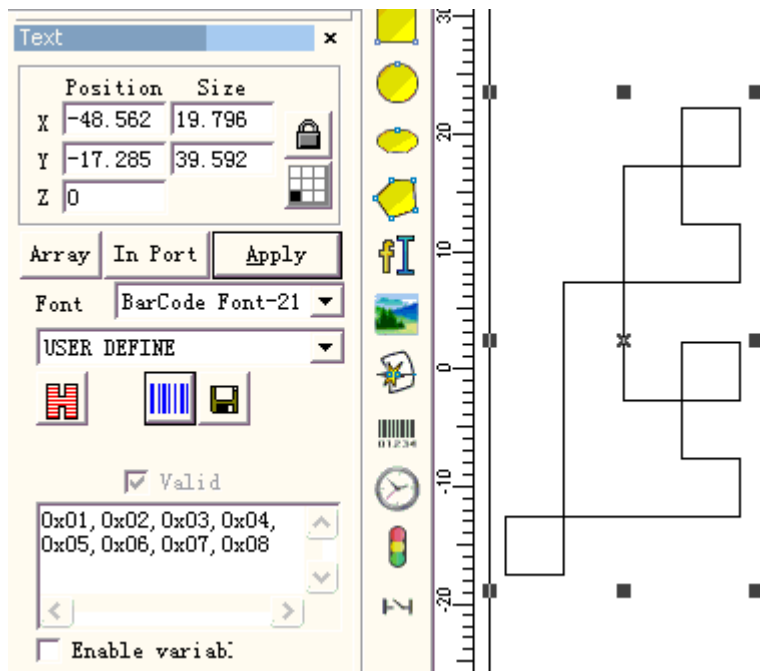 Text
Position Size
X -48.562 19.796
Y -17.285 39.592
Z 0
Array In Port Apply
Font BarCode Font-21
USER DEFINE
Valid
0x01, 0x02, 0x03, 0x04,
0x05, 0x06, 0x07, 0x08
Enable variab
30
20
10
0
-10
-20
f
01234